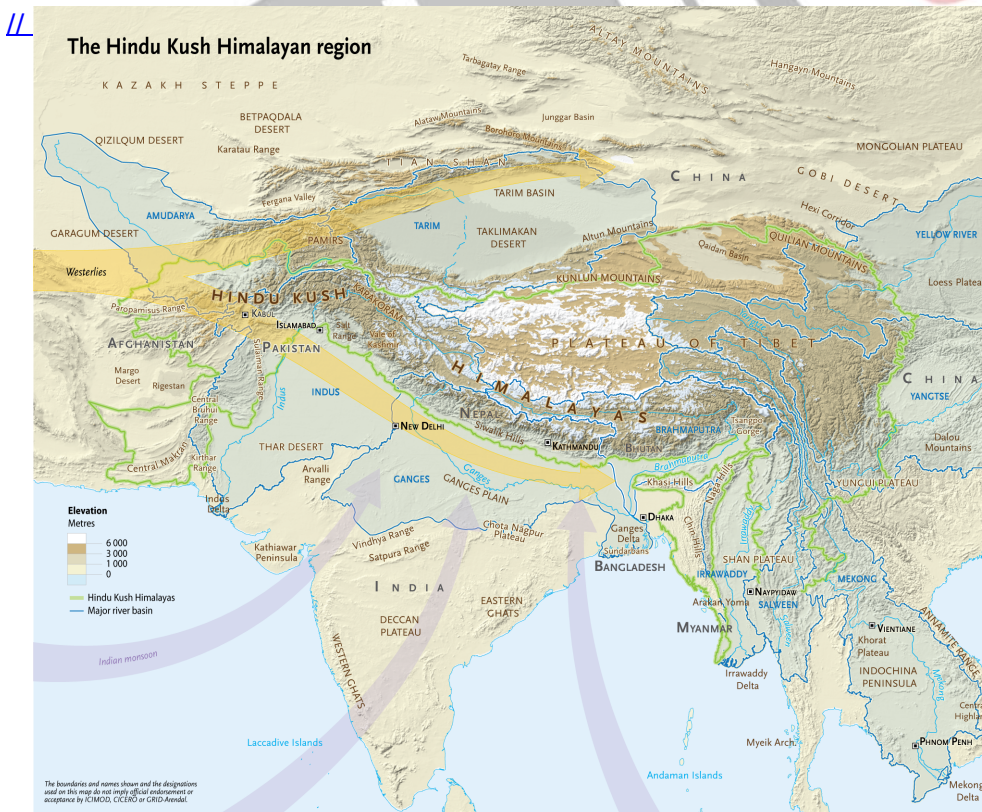 //
The Hindu Kush Himalayan region
ALTAY MOUNTAINS
Tarbagatay Range
Hangayn Mountains
KAZAKH STEPPE
BETPAQDALA
DESERT
Alataw Mountains
Junggar Basin
QIZILQUM DESERT
Karatau Range
Borohoro Mountains
MONGOLIAN PLATEAU
TIAN SHAN
CHINA
GOBI DESERT
Fergana Valley
TARIM BASIN
AMUDARYA
Hexi Corridor
GARAGUM DESERT
TARIM
TAKLIMAKAN
DESERT
Altun Mountains
YELLOW RIVER
PAMIRS
Qaidam Basin
QUILIAN MOUNTAINS
Westerlies
KUNLUN MOUNTAINS
Loess Platea
HINDU KUSH
KARAKORAM
Paropamisus Range
KABUL
ISLAMABAD
Salt
Range
Vale of
Kashmir
PLATEAU OF TIBET
AFGHANISTAN
PAKISTAN
Sulaiman Range
Margo
Desert
Rigestan
HIMALAYAS
CHINA
INDUS
Indus
YANGTSE
Central
Bruhui
Range
NEPAL
Siwalik Hills
NEW DELHI
BRAHMAPUTRA
Tsangpo
Gorge
KATHMANDU
BHUTAN
THAR DESERT
Dalou
Mountains
Central Makran
Kirthar
Range
Arvalli
Range
GANGES
Ganges
GANGES PLAIN
Brahmaputra
Khasi Hills
Naga Hills
YUNGUI PLATEAU
Indus
Delta
DHAKA
Irrawaddy
Elevation
Metres
6 000
3 000
1 000
0
Hindu Kush Himalayas
Major river basin
Kathiawar
Peninsula
Vindhya Range
Satpura Range
Chota Nagpur
Plateau
Ganges
Delta
Sundarbans
BANGLADESH
Chin Hills
SHAN PLATEAU
IRRAWADDY
MEKONG
INDIA
NAYPYIDAW
Arakan Yoma
SALWEEN
Salween
EASTERN
GHATS
DECCAN
PLATEAU
MYANMAR
VIENTIANE
ANNAMITE RANGE
Khorat
Plateau
Indian monsoon
WESTERN GHATS
Irrawaddy
Delta
INDOCHINA
PENINSULA
Mekong
Centra
Highlan
Laccadive Islands
Myeik Arch.
PHNOM PENH
Andaman Islands
Mekong
Delta
The boundaries and names shown and the designations
used on this map do not imply official endorsement or
acceptance by ICIMOD, CICERO or GRID-Arendal.